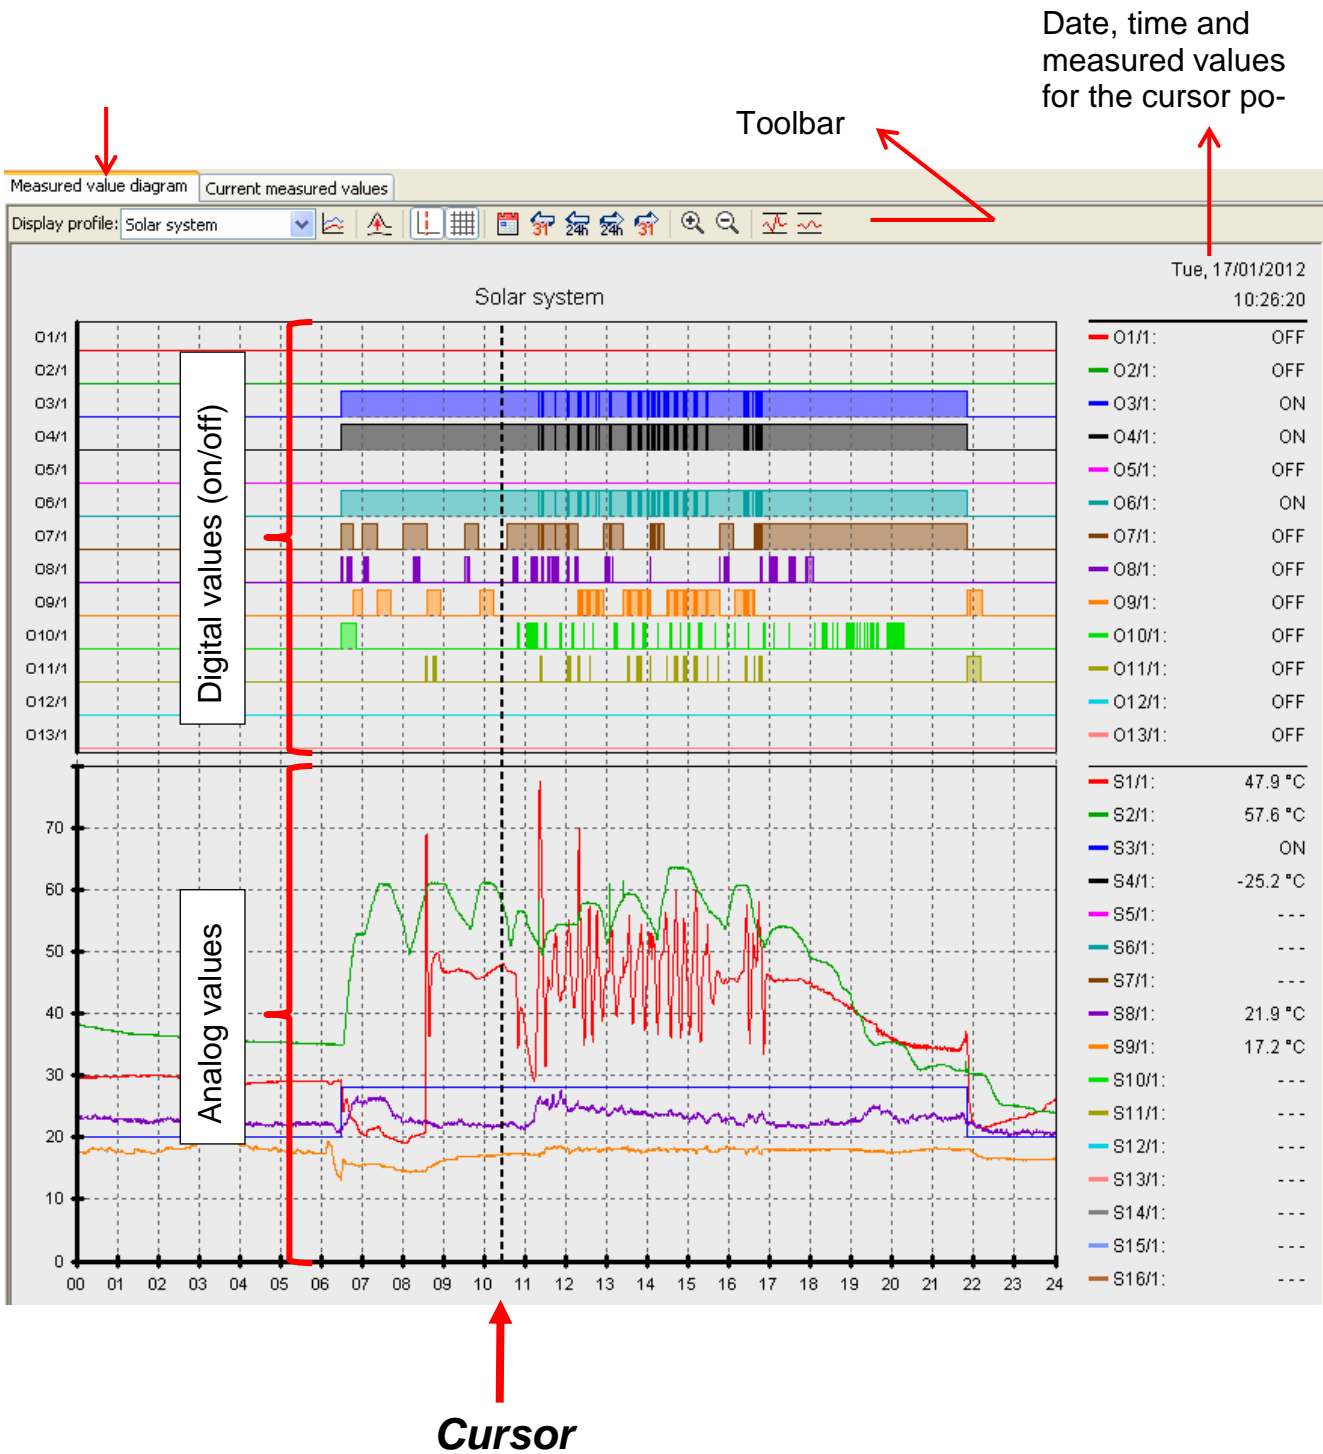 Date, time and
measured values
for the cursor po-
Toolbar
Measured value diagram
Current measured values
Display profile: Solar system
31 24h 24h 31
Tue, 17/01/2012
Solar system
10:26:20
O1/1
O2/1
O3/1
O4/1
O5/1
O6/1
O7/1
O8/1
O9/1
O10/1
O11/1
O12/1
O13/1
Digital values (on/off)
O1/1: OFF
O2/1: OFF
O3/1: ON
O4/1: ON
O5/1: OFF
O6/1: ON
O7/1: OFF
O8/1: OFF
O9/1: OFF
O10/1: OFF
O11/1: OFF
O12/1: OFF
O13/1: OFF
70
60
50
40
30
20
10
0
Analog values
S1/1: 47.9 °C
S2/1: 57.6 °C
S3/1: ON
S4/1: -25.2 °C
S5/1: - - -
S6/1: - - -
S7/1: - - -
S8/1: 21.9 °C
S9/1: 17.2 °C
S10/1: - - -
S11/1: - - -
S12/1: - - -
S13/1: - - -
S14/1: - - -
S15/1: - - -
S16/1: - - -
00 01 02 03 04 05 06 07 08 09 10 11 12 13 14 15 16 17 18 19 20 21 22 23 24
Cursor